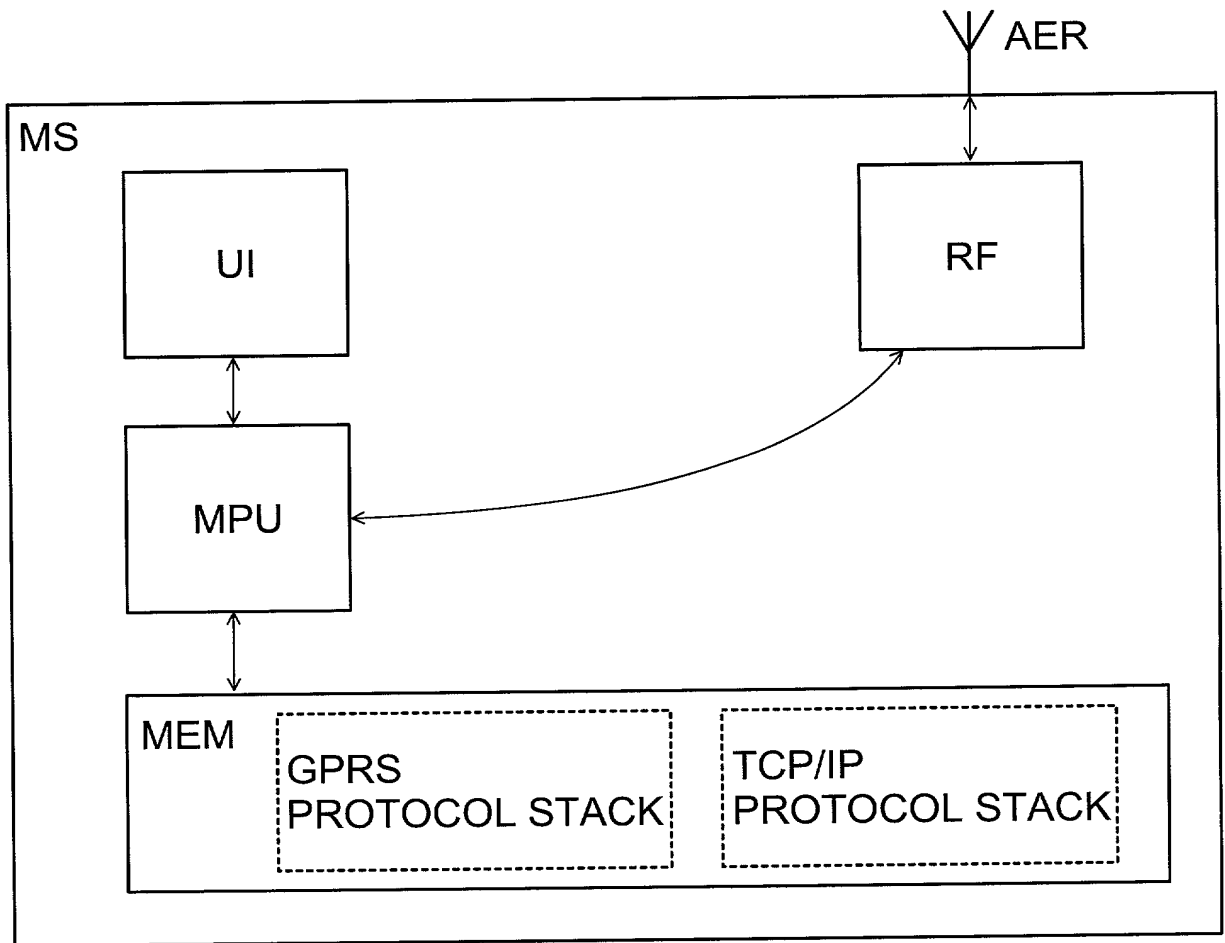 AER
MS
UI
RF
MPU
MEM
GPRS
PROTOCOL STACK
TCP/IP
PROTOCOL STACK